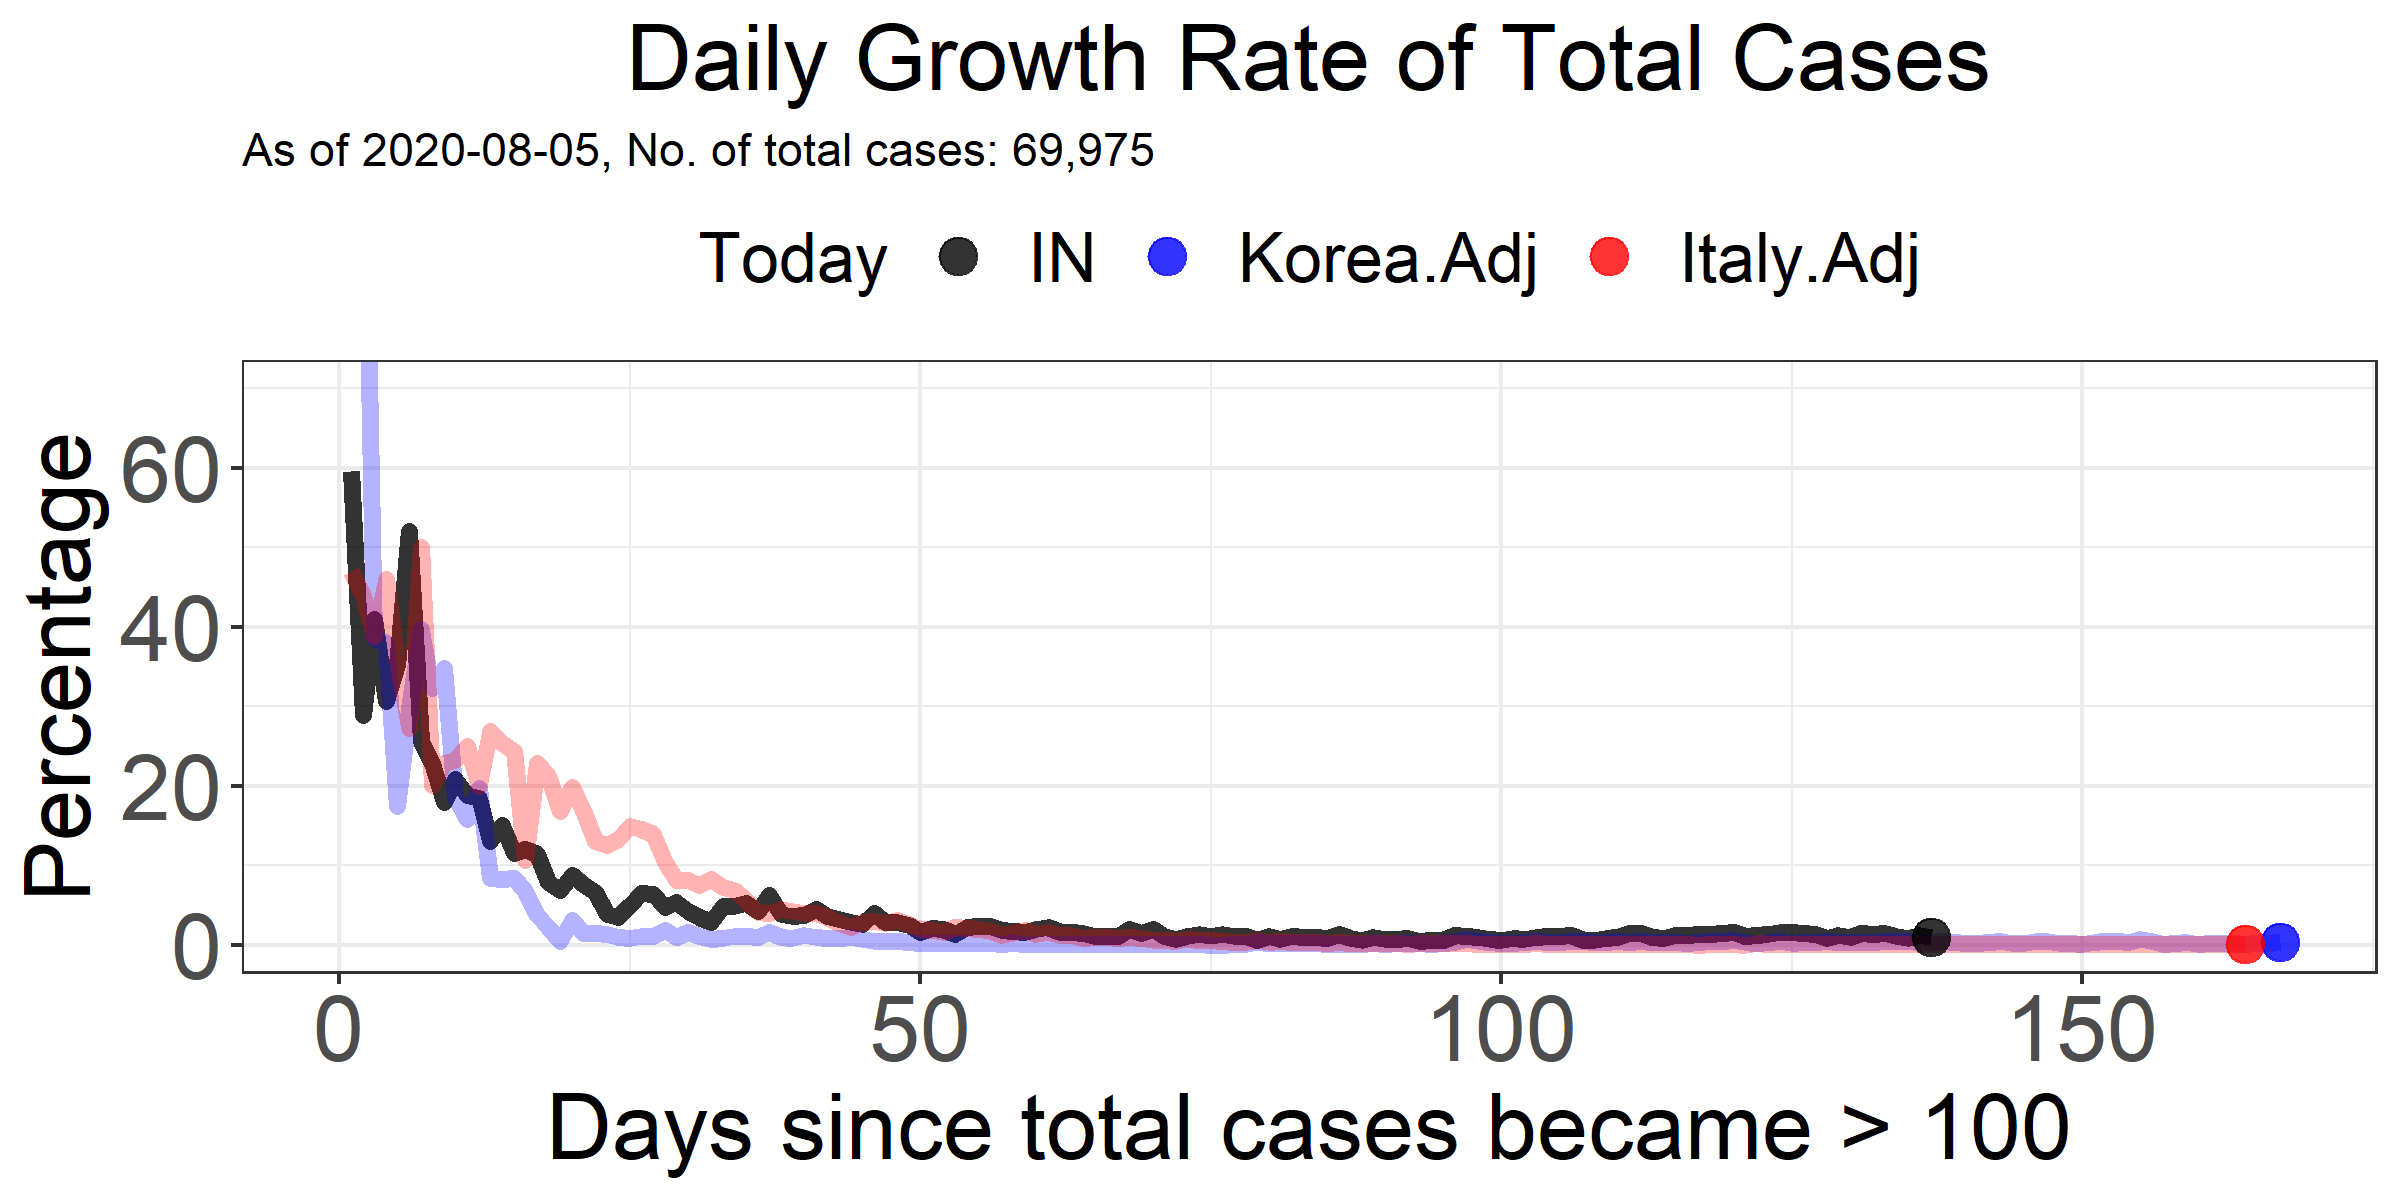 Daily Growth Rate of Total Cases
As of 2020-08-05, No. of total cases: 69,975
Today IN Korea.Adj Italy.Adj
Percentage
60
40
20
0
0 50 100 150
Days since total cases became > 100